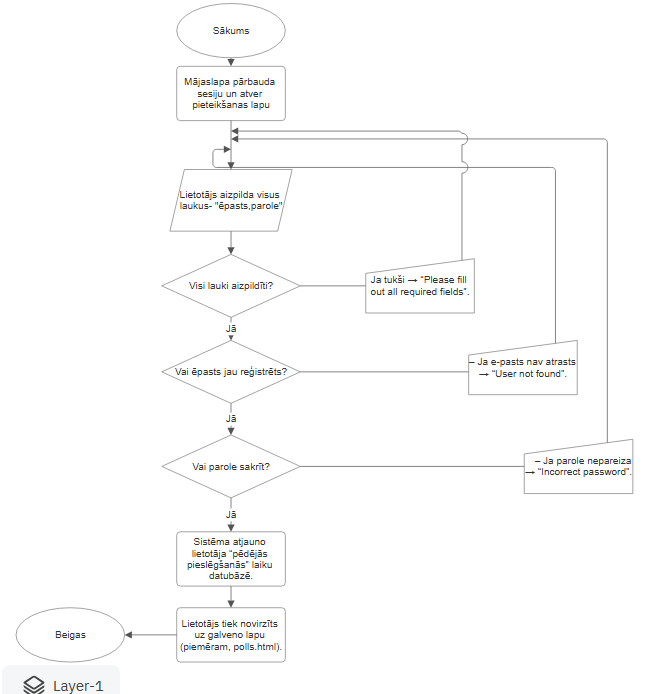 Sākums
Mājaslapa pārbauda
sesiju un atver
pieteikšanas lapu
Lietotājs aizpilda visus
laukus- "ēpasts,parole"
Visi lauki aizpildīti?
Ja tukši → “Please fill
out all required fields”.
Jā
Vai ēpasts jau reģistrēts?
– Ja e-pasts nav atrasts
→ “User not found”.
Jā
Vai parole sakrīt?
– Ja parole nepareiza
→ “Incorrect password”.
Jā
Sistēma atjauno
lietotāja “pēdējās
pieslēgšanās” laiku
datubāzē.
Lietotājs tiek novirzīts
uz galveno lapu
(piemēram, polls.html).
Beigas
Layer-1